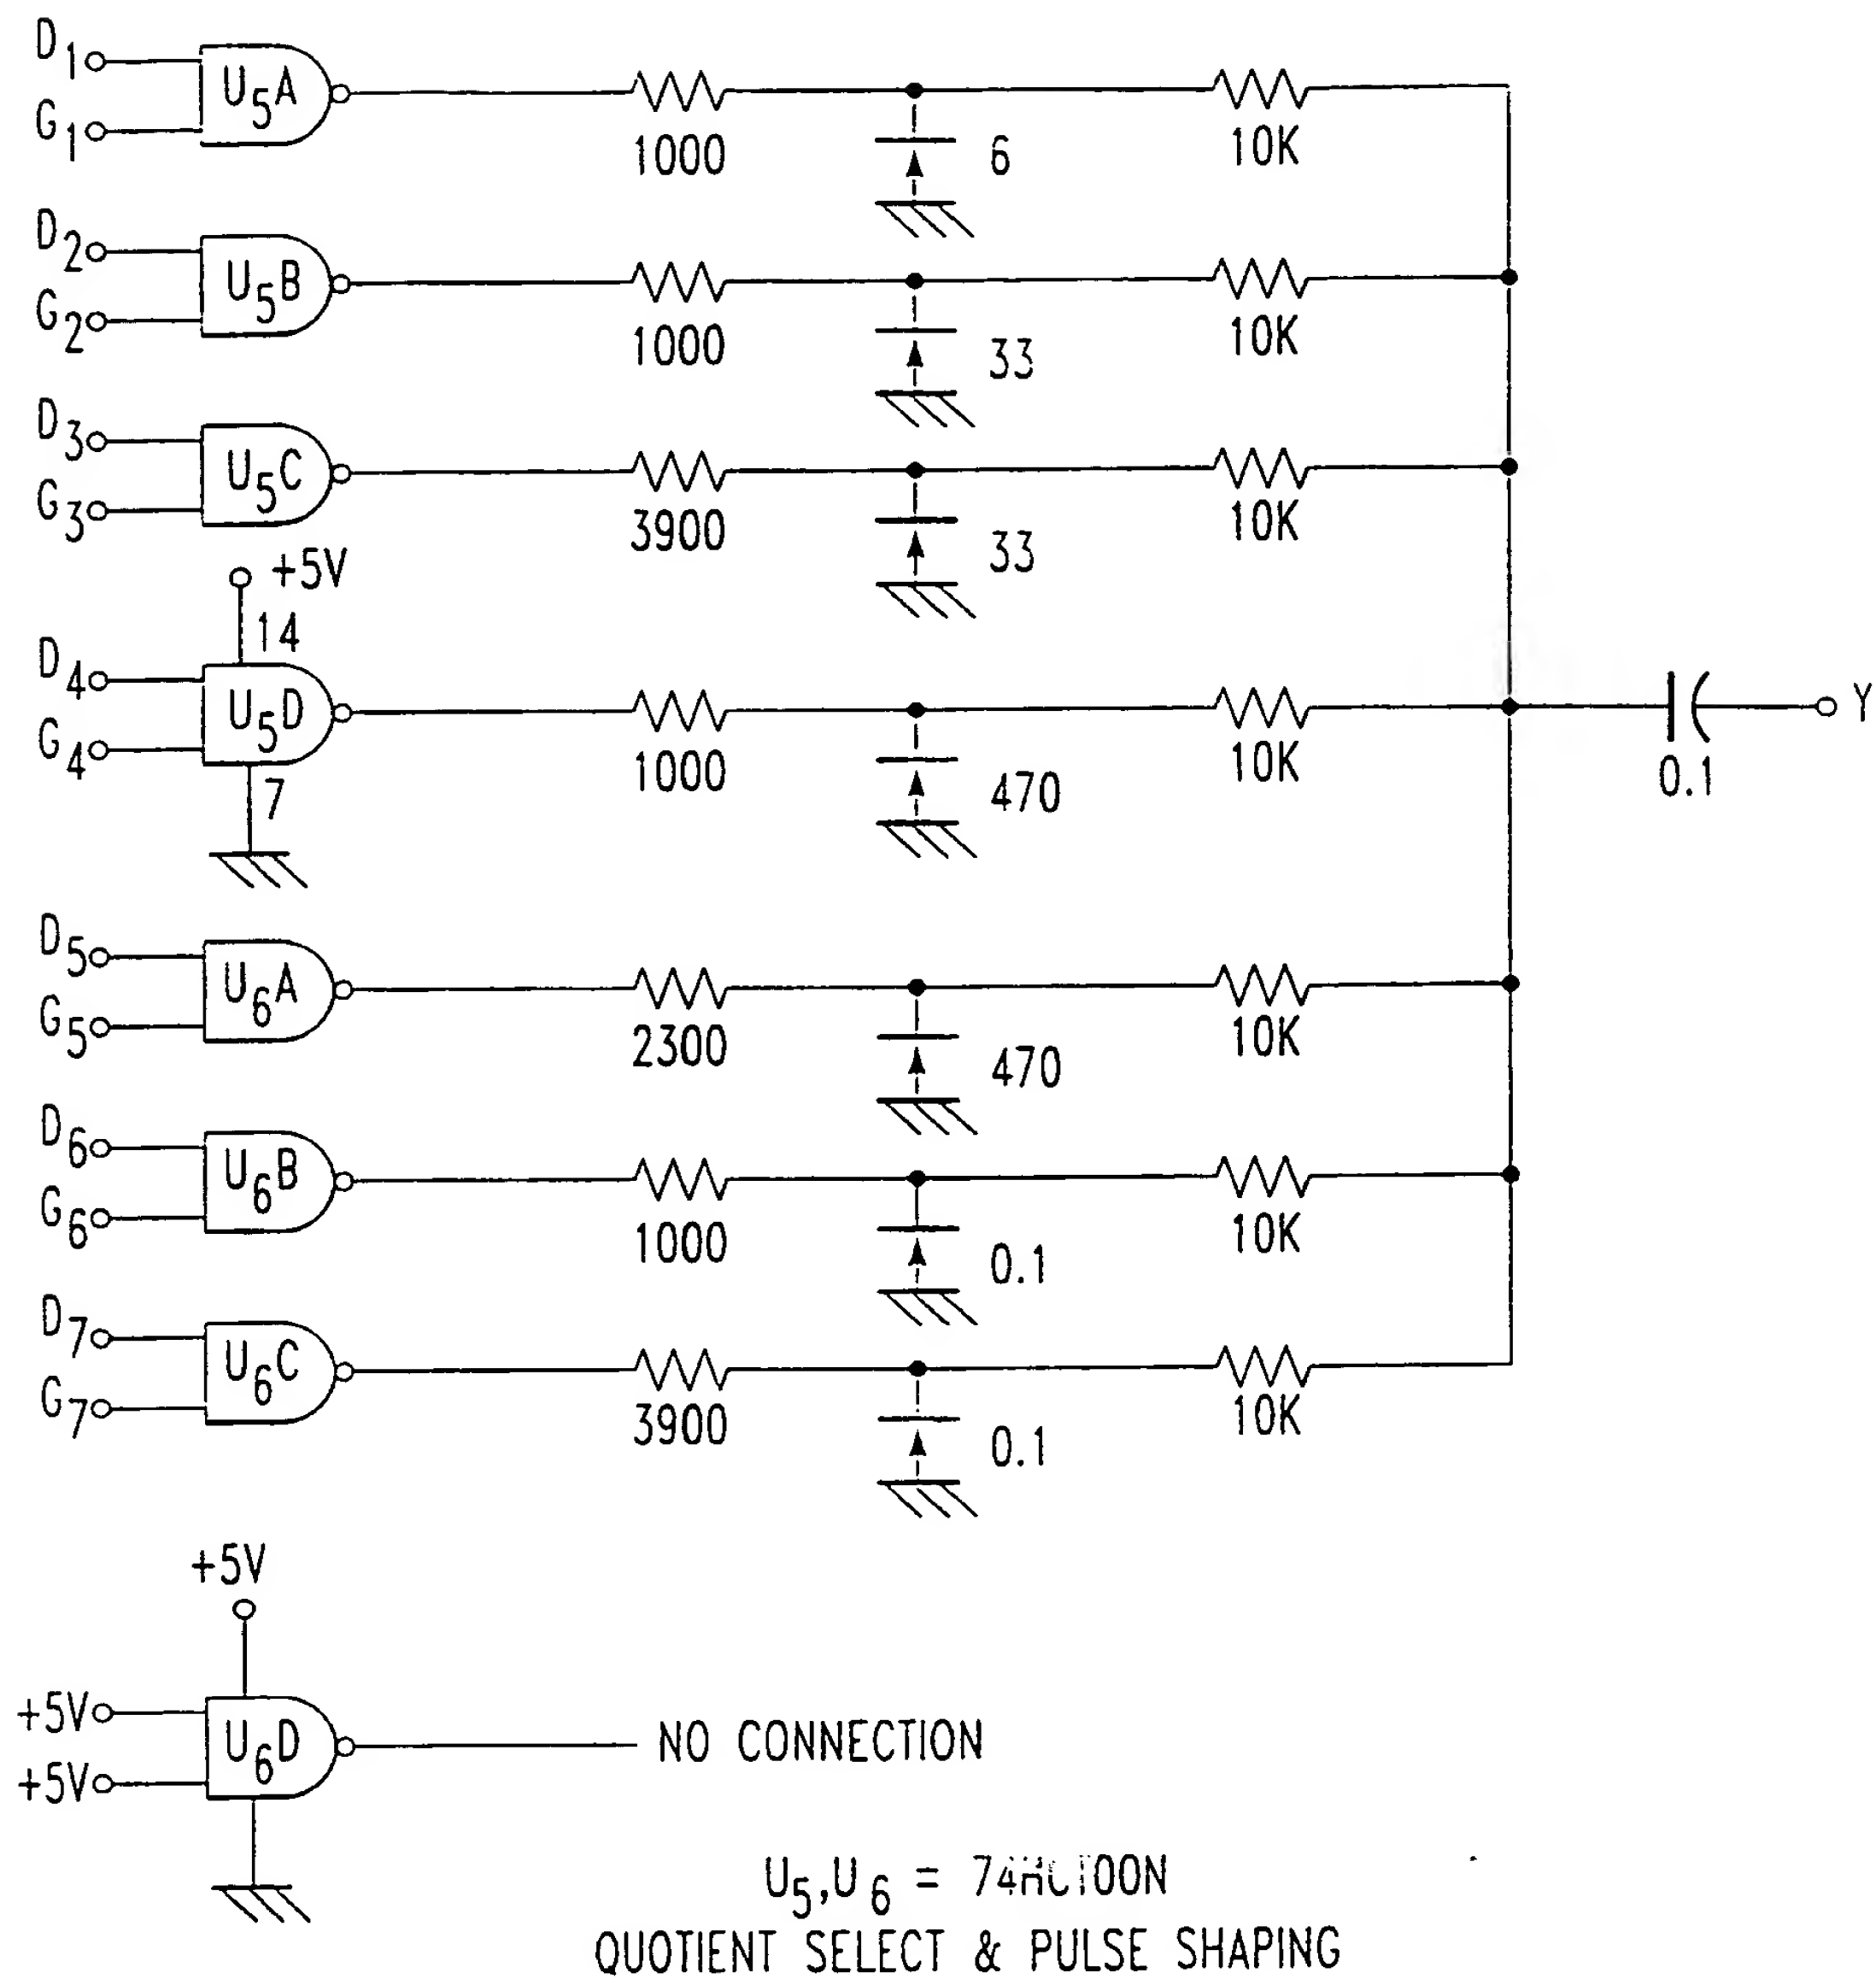 D1
U5A
G1
1000
6
10K
D2
U5B
G2
1000
33
10K
D3
U5C
G3
3900
33
10K
+5V
14
D4
U5D
G4
7
1000
470
10K
0.1
Y
D5
U6A
G5
2300
470
10K
D6
U6B
G6
1000
0.1
10K
D7
U6C
G7
3900
0.1
10K
+5V
+5V
U6D
+5V
NO CONNECTION
U5,U6 = 74HCT00N
QUOTIENT SELECT & PULSE SHAPING